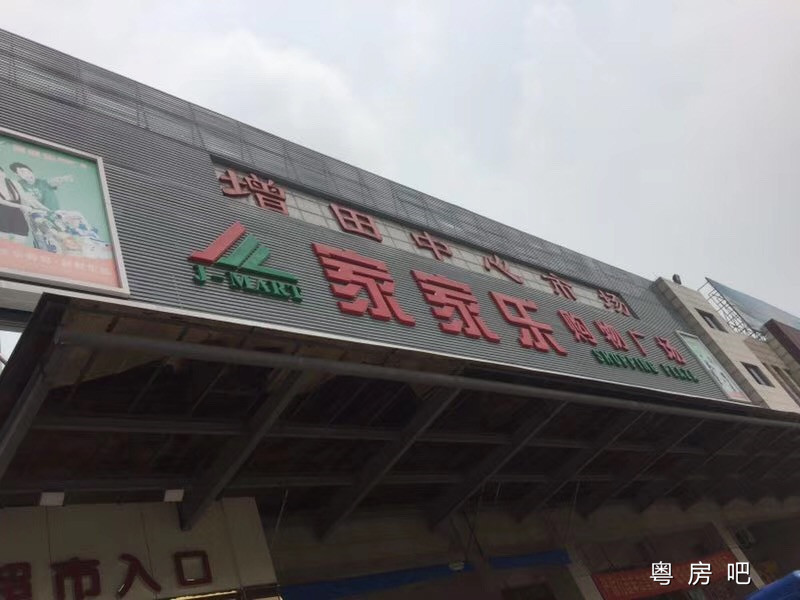 增田中心市场
J-MART
家家乐购物广场
超市入口
粤房吧